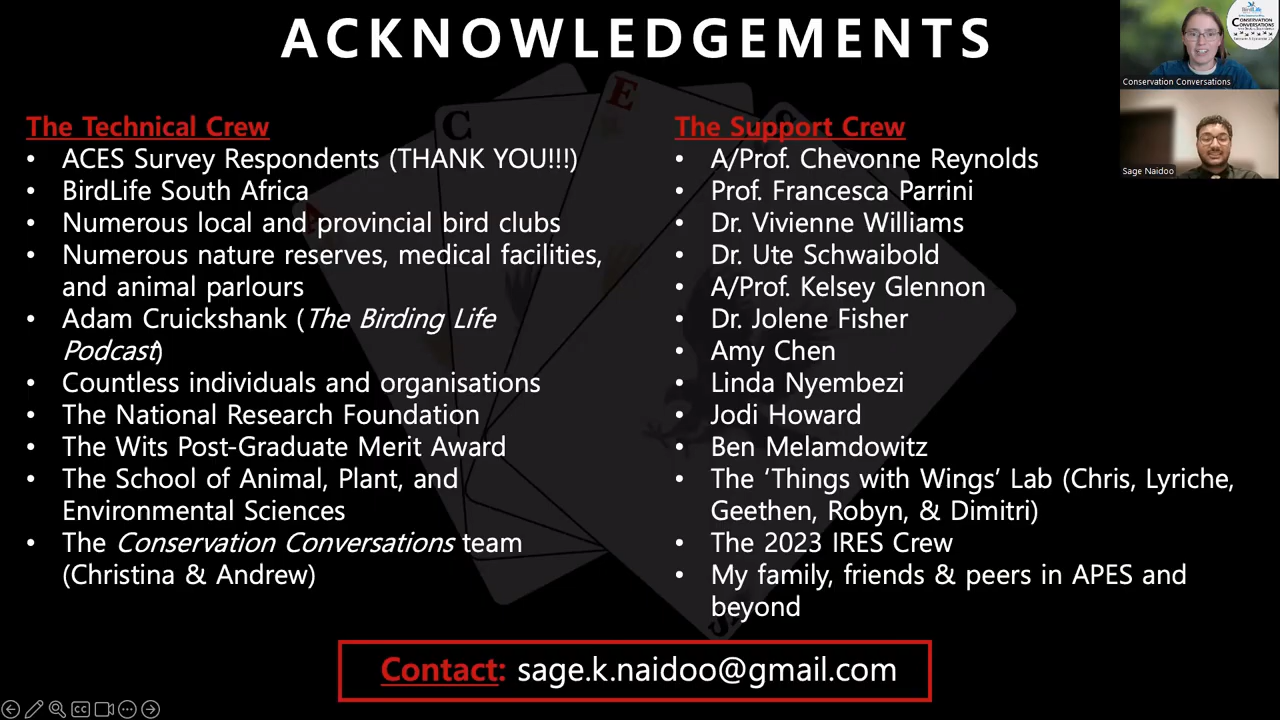 ACKNOWLEDGEMENTS
The Technical Crew
• ACES Survey Respondents (THANK YOU!!!)
• BirdLife South Africa
• Numerous local and provincial bird clubs
• Numerous nature reserves, medical facilities,
and animal parlours
• Adam Cruickshank (The Birding Life
Podcast)
• Countless individuals and organisations
• The National Research Foundation
• The Wits Post-Graduate Merit Award
• The School of Animal, Plant, and
Environmental Sciences
• The Conservation Conversations team
(Christina & Andrew)
The Support Crew
• A/Prof. Chevonne Reynolds
• Prof. Francesca Parrini
• Dr. Vivienne Williams
• Dr. Ute Schwaibold
• A/Prof. Kelsey Glennon
• Dr. Jolene Fisher
• Amy Chen
• Linda Nyembezi
• Jodi Howard
• Ben Melamdowitz
• The ‘Things with Wings’ Lab (Chris, Lyriche,
Geethen, Robyn, & Dimitri)
• The 2023 IRES Crew
• My family, friends & peers in APES and
beyond
Contact: sage.k.naidoo@gmail.com
BirdLife
CONSERVATION
CONVERSATIONS
Conservation Conversations
Sage Naidoo
C
E
CC